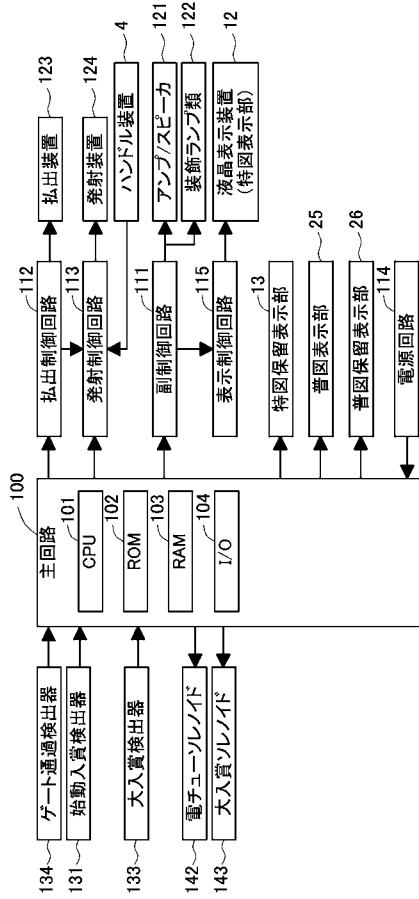 ゲート通過検出器
134
始動入賞検出器
131
大入賞検出器
133
電チューソレノイド
142
大入賞ソレノイド
143
主回路
100
CPU
101
ROM
102
RAM
103
I/O
104
払出制御回路
112
発射制御回路
113
副制御回路
111
表示制御回路
115
特図保留表示部
13
普図表示部
25
普図保留表示部
26
電源回路
114
払出装置
123
発射装置
124
ハンドル装置
4
アンプ/スピーカ
121
装飾ランプ類
122
液晶表示装置
(特図表示部)
12